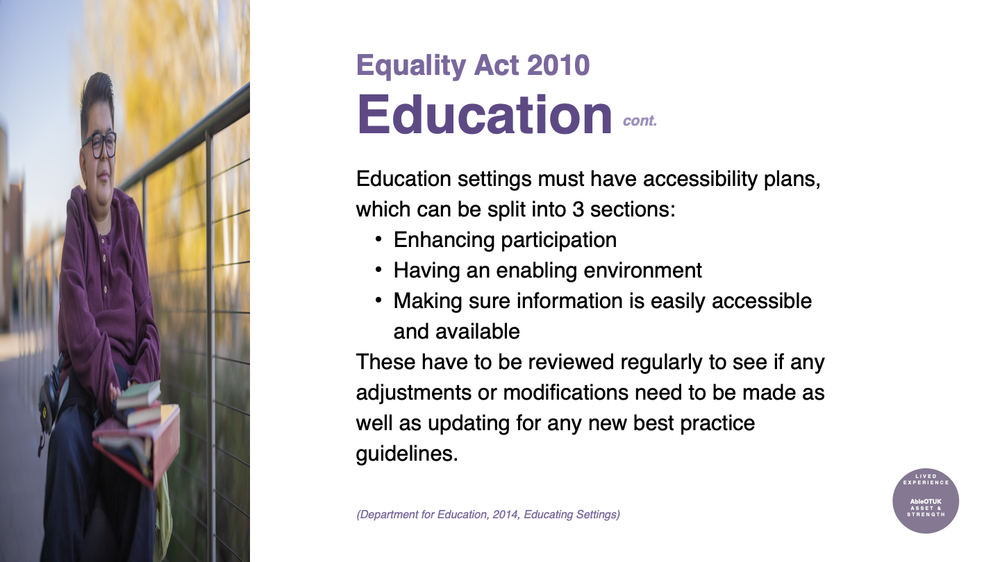 Equality Act 2010
Education cont.
Education settings must have accessibility plans,
which can be split into 3 sections:
• Enhancing participation
• Having an enabling environment
• Making sure information is easily accessible
and available
These have to be reviewed regularly to see if any
adjustments or modifications need to be made as
well as updating for any new best practice
guidelines.
(Department for Education, 2014, Educating Settings)
LIVED
EXPERIENCE
AbleOTUK
ASSET &
STRENGTH